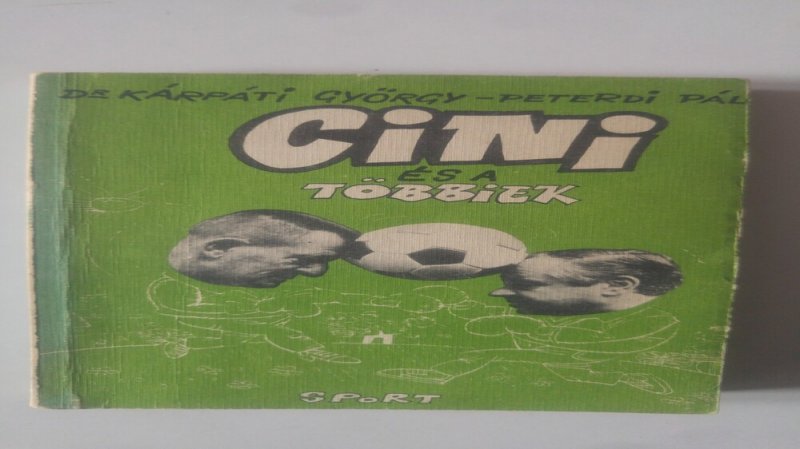 DR KÁRPÁTI GYÖRGY - PETERDI PÁL
CINI
ÉS A
TÖBBIEK
SPORT